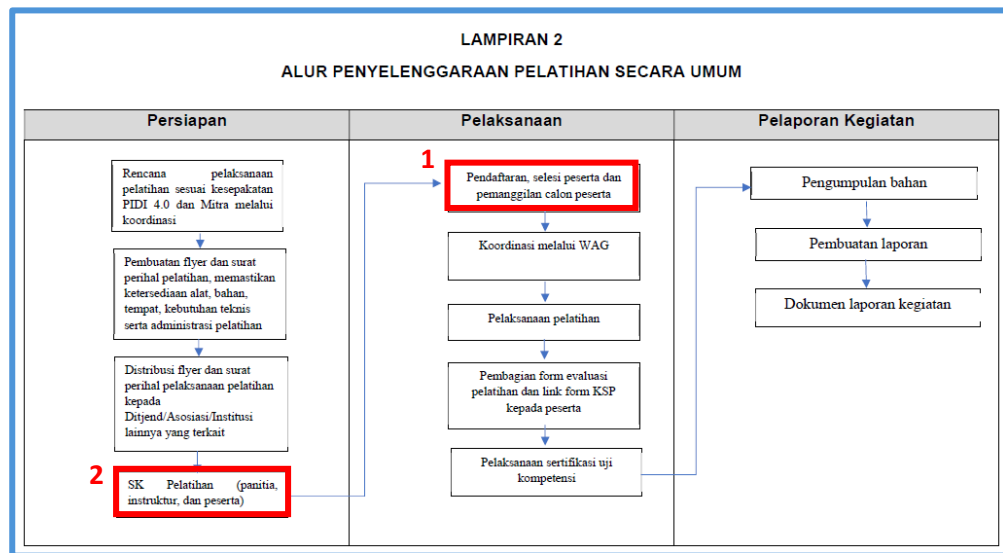 LAMPIRAN 2
ALUR PENYELENGGARAAN PELATIHAN SECARA UMUM
Persiapan
Rencana pelaksanaan
pelatihan sesuai kesepakatan
PIDI 4.0 dan Mitra melalui
koordinasi
Pembuatan flyer dan surat
perihal pelatihan, memastikan
ketersediaan alat, bahan,
tempat, kebutuhan teknis
serta administrasi pelatihan
Distribusi flyer dan surat
perihal pelaksanaan pelatihan
kepada
Ditjend/Asosiasi/Institusi
lainnya yang terkait
2
SK Pelatihan (panitia,
instruktur, dan peserta)
Pelaksanaan
1
Pendaftaran, selesi peserta dan
pemanggilan calon peserta
Koordinasi melalui WAG
Pelaksanaan pelatihan
Pembagian form evaluasi
pelatihan dan link form KSP
kepada peserta
Pelaksanaan sertifikasi uji
kompetensi
Pelaporan Kegiatan
Pengumpulan bahan
Pembuatan laporan
Dokumen laporan kegiatan